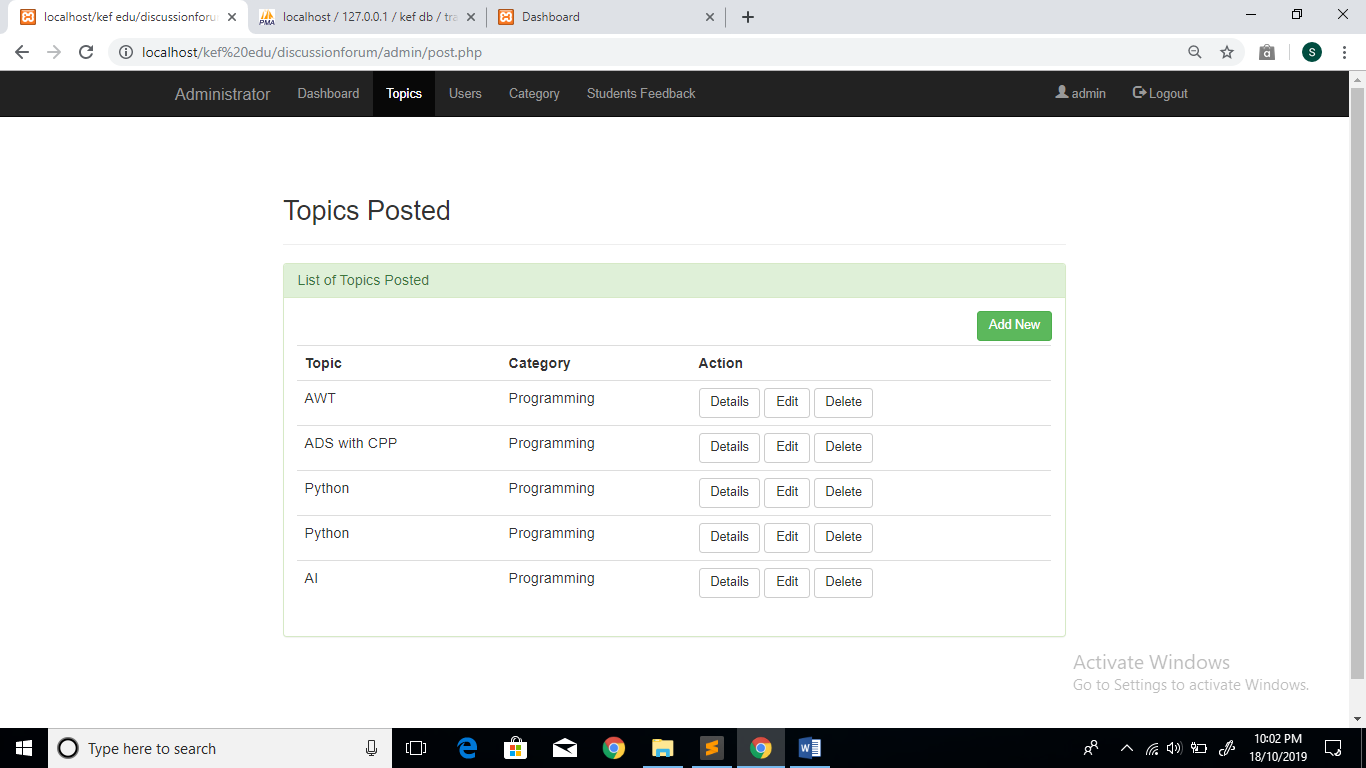 localhost/kef edu/discussionforu
localhost / 127.0.0.1 / kef db / tra
Dashboard
localhost/kef%20edu/discussionforum/admin/post.php
S
Administrator Dashboard Topics Users Category Students Feedback admin Logout
Topics Posted
List of Topics Posted
Add New
Topic Category Action
AWT Programming Details Edit Delete
ADS with CPP Programming Details Edit Delete
Python Programming Details Edit Delete
Python Programming Details Edit Delete
AI Programming Details Edit Delete
Activate Windows
Go to Settings to activate Windows.
Type here to search
10:02 PM
18/10/2019